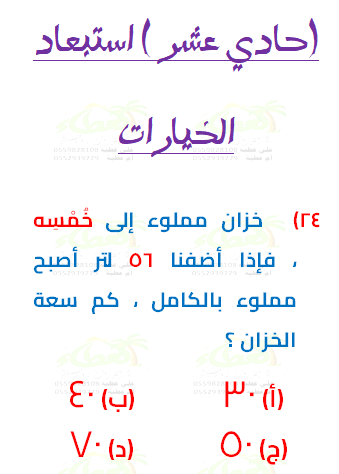 (حادي عشر ) استبعاد
الخيارات
٢٤) خزان مملوء إلى خُمْسِه
، فإذا أضفنا ٥٦ لتر أصبح
مملوء بالكامل ، كم سعة
الخزان ؟
(أ) ٣٠ (ب) ٤٠
(ج) ٥٠ (د) ٧٠